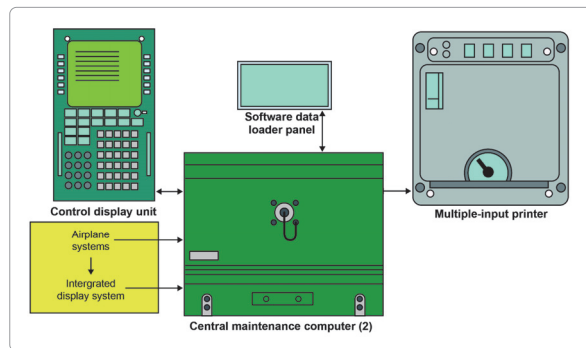 Software data
loader panel
Control display unit
Multiple-input printer
Airplane
systems
Intergrated
display system
Central maintenance computer (2)